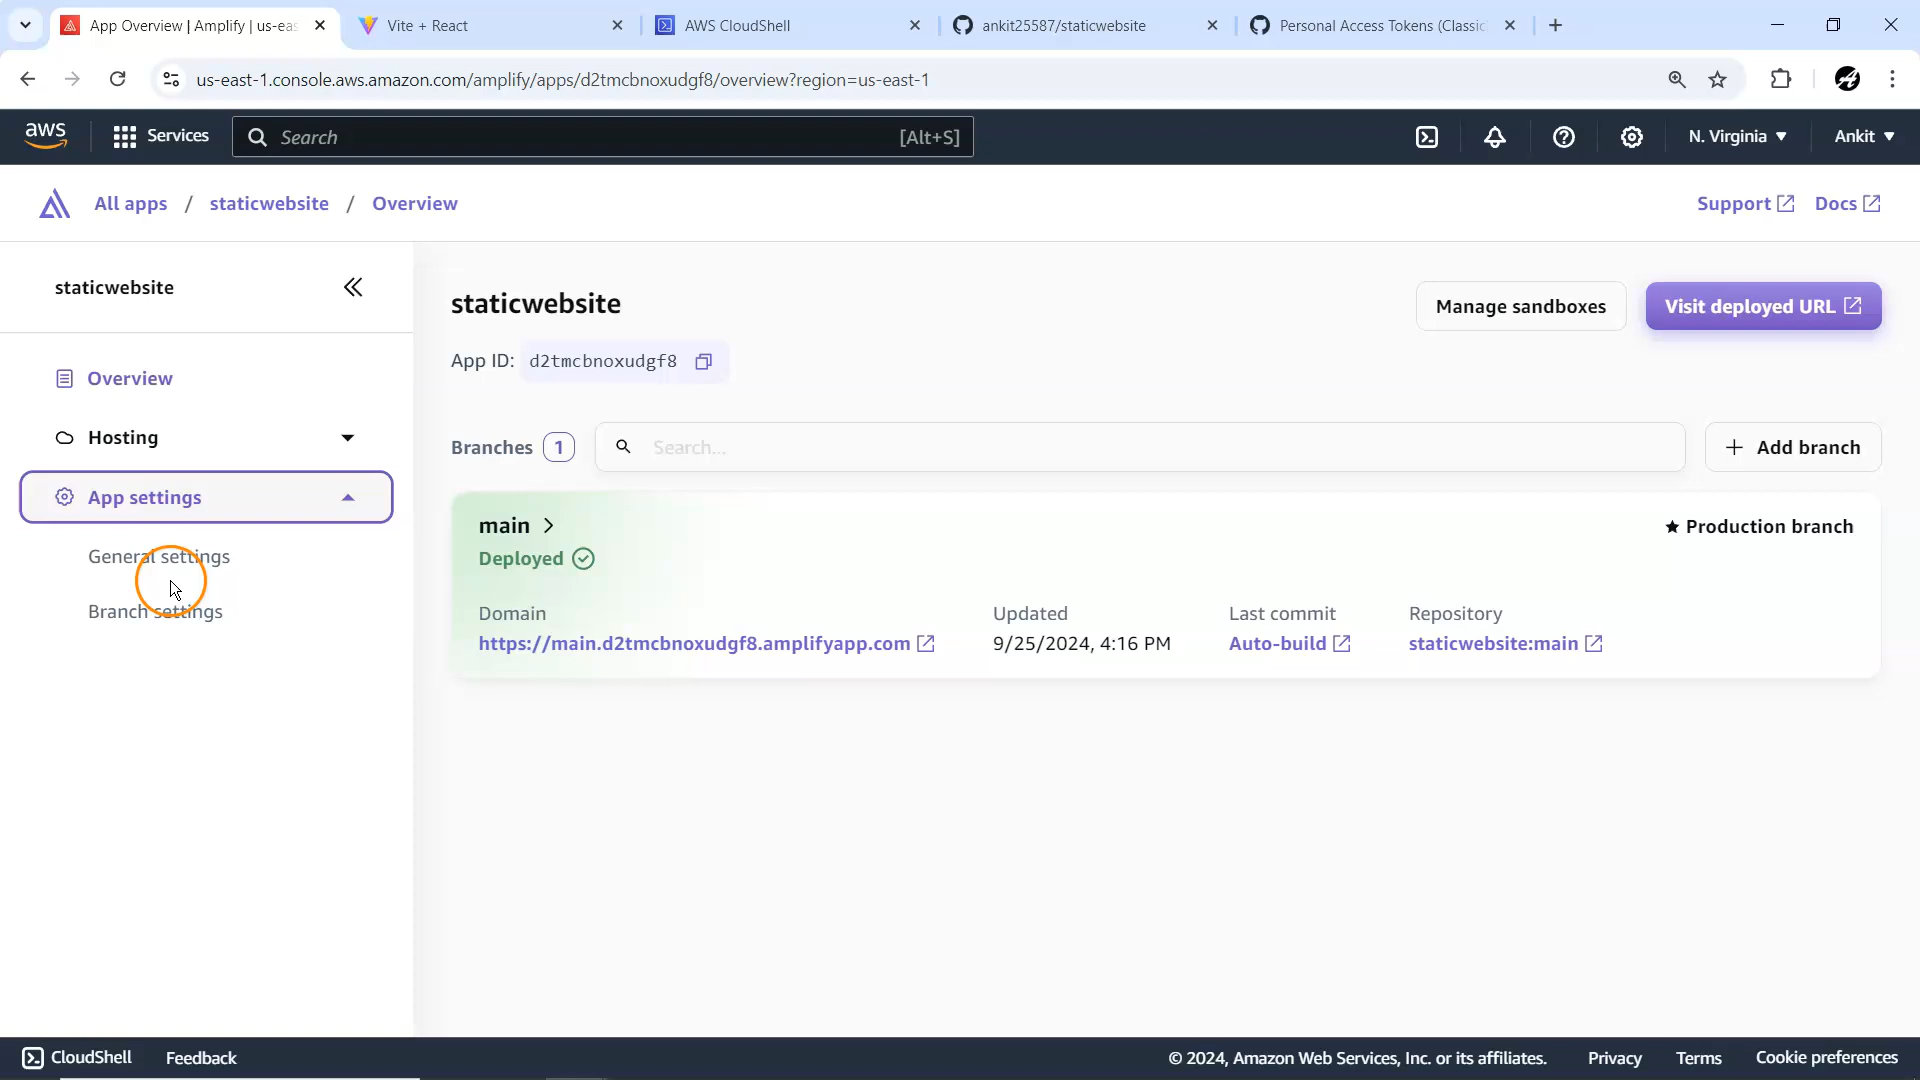 App Overview | Amplify | us-eas
Vite + React
AWS CloudShell
ankit25587/staticwebsite
Personal Access Tokens (Classic
us-east-1.console.aws.amazon.com/amplify/apps/d2tmcbnoxudgf8/overview?region=us-east-1
aws
Services
Search
[Alt+S]
N. Virginia
Ankit
All apps / staticwebsite / Overview
Support
Docs
staticwebsite
Overview
Hosting
App settings
General settings
Branch settings
staticwebsite
Manage sandboxes
Visit deployed URL
App ID: d2tmcbnoxudgf8
Branches 1
Search...
+ Add branch
main
Production branch
Deployed
Domain
Updated
Last commit
Repository
https://main.d2tmcbnoxudgf8.amplifyapp.com
9/25/2024, 4:16 PM
Auto-build
staticwebsite:main
CloudShell
Feedback
© 2024, Amazon Web Services, Inc. or its affiliates.
Privacy
Terms
Cookie preferences